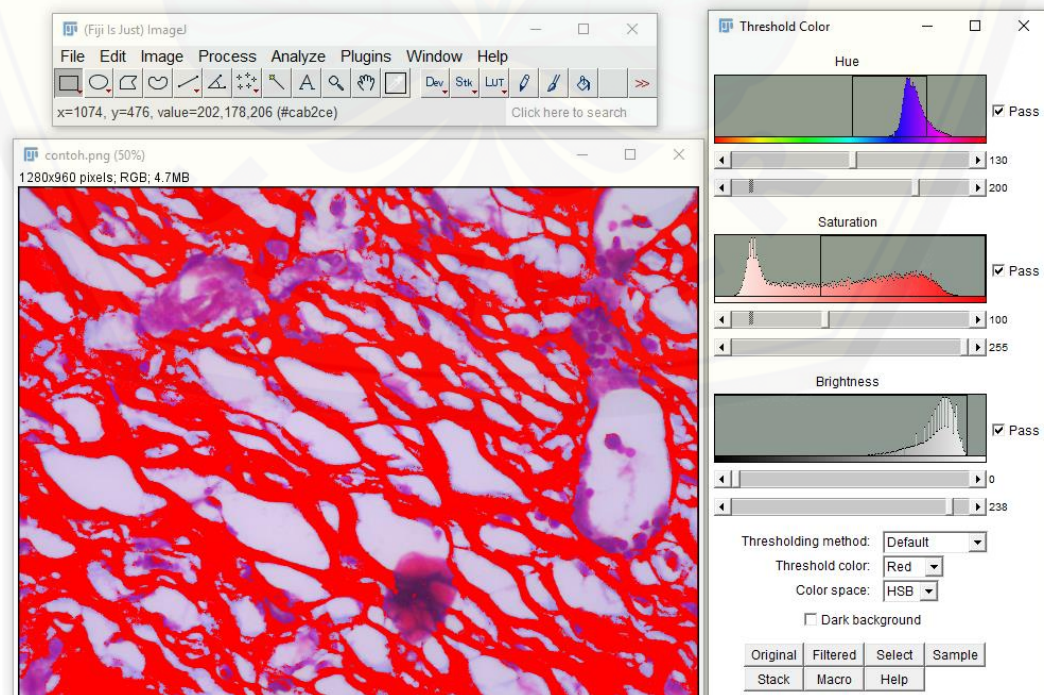 (Fiji Is Just) ImageJ
File Edit Image Process Analyze Plugins Window Help
A Dev Stk LUT >>
x=1074, y=476, value=202,178,206 (#cab2ce) Click here to search
contoh.png (50%)
1280x960 pixels; RGB; 4.7MB
Threshold Color
Hue
Pass
130
200
Saturation
Pass
100
255
Brightness
Pass
0
238
Thresholding method: Default
Threshold color: Red
Color space: HSB
Dark background
Original Filtered Select Sample
Stack Macro Help